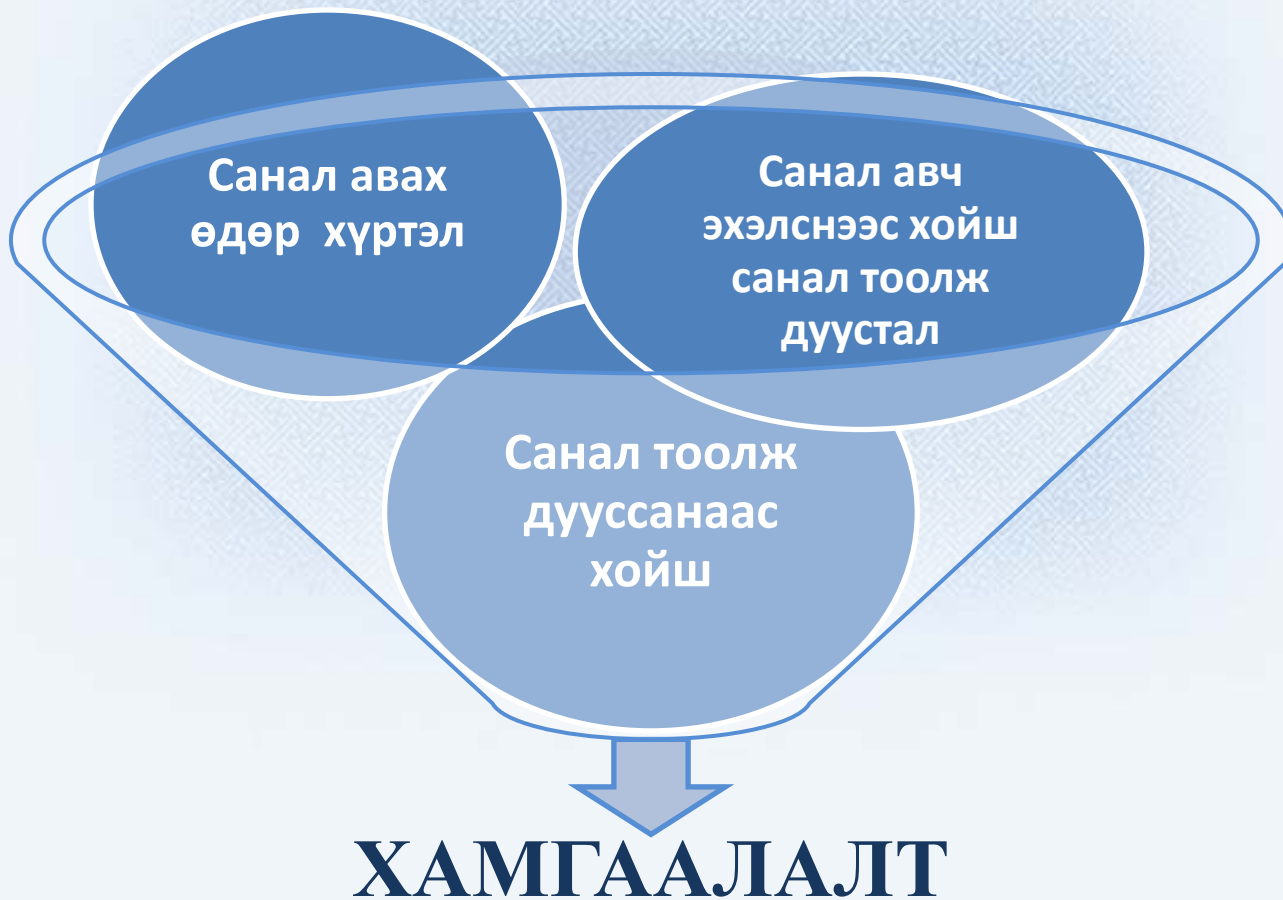 Санал авах
өдөр хүртэл
Санал авч
эхэлснээс хойш
санал тоолж
дуустал
Санал тоолж
дууссанаас
хойш
ХАМГААЛАЛТ